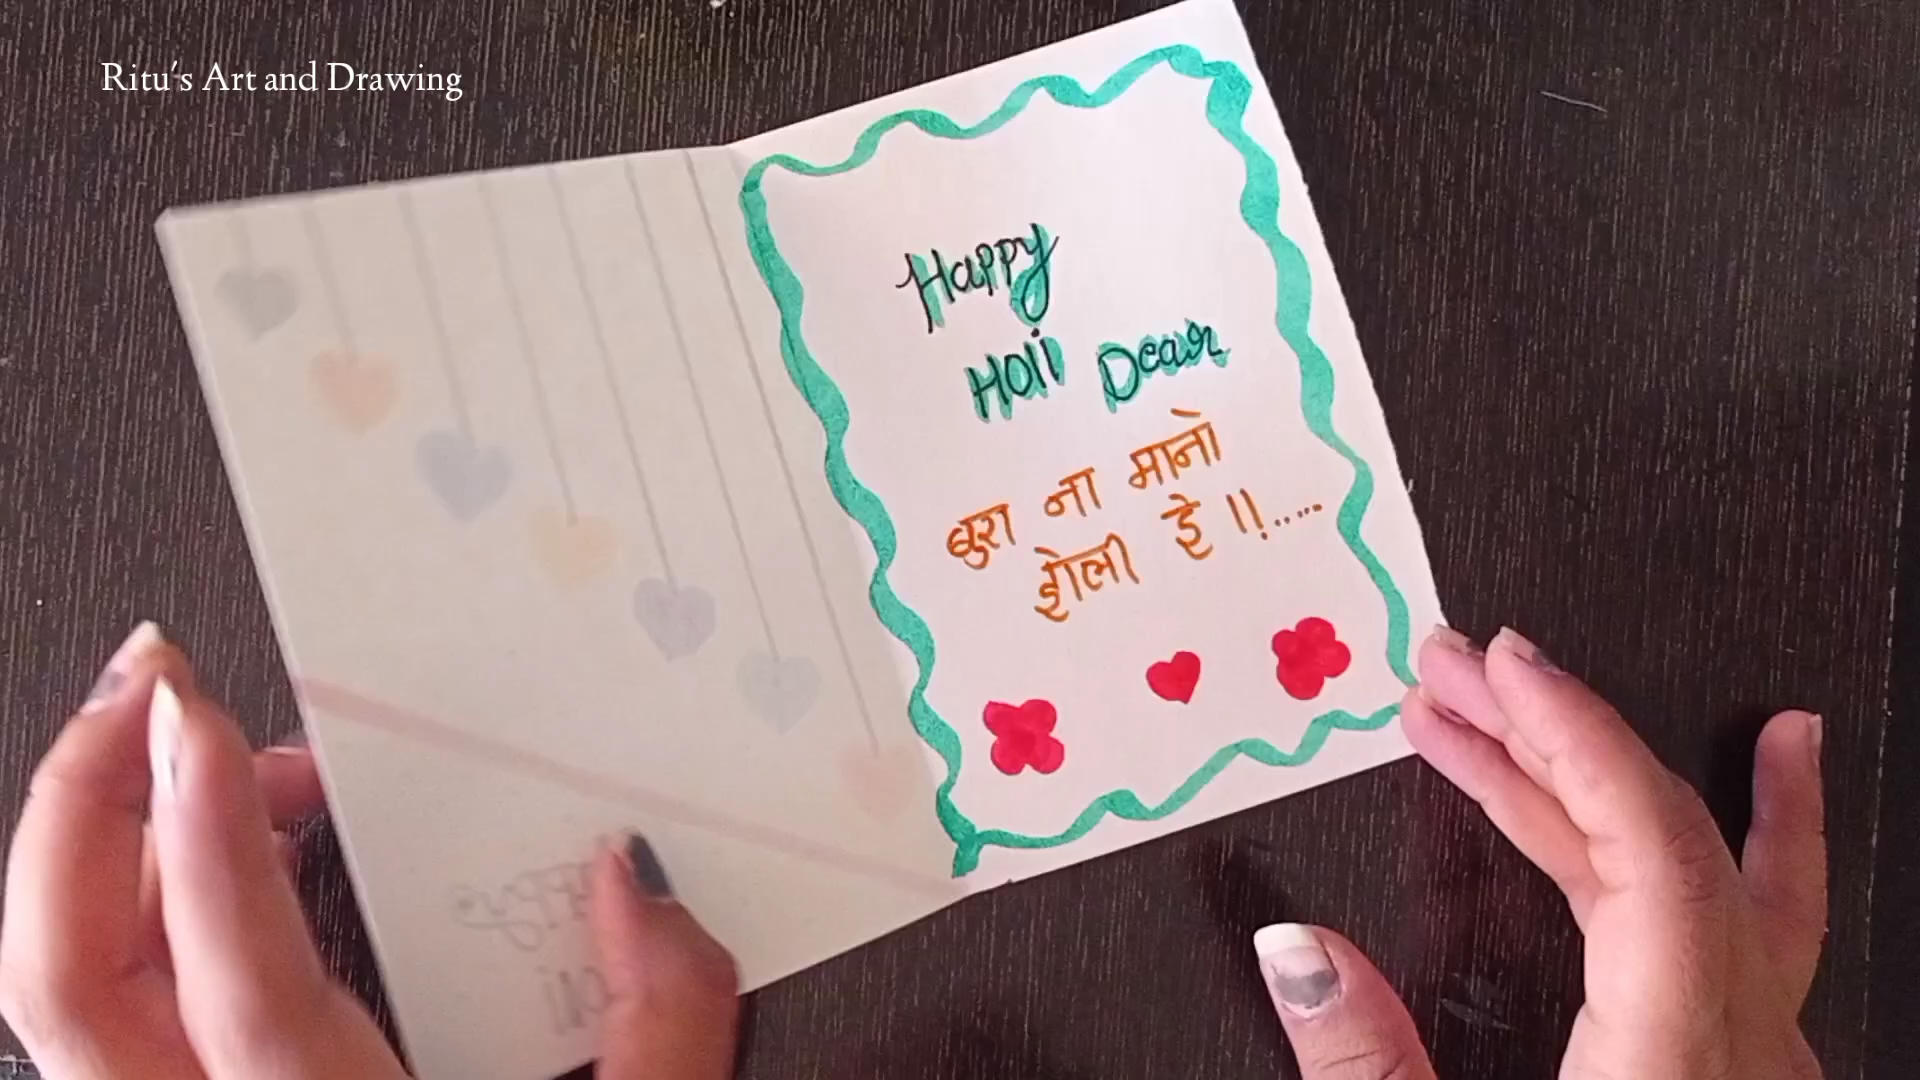 Ritu's Art and Drawing
Happy
Holi Dear
बुरा ना मानो
होली है !!.....